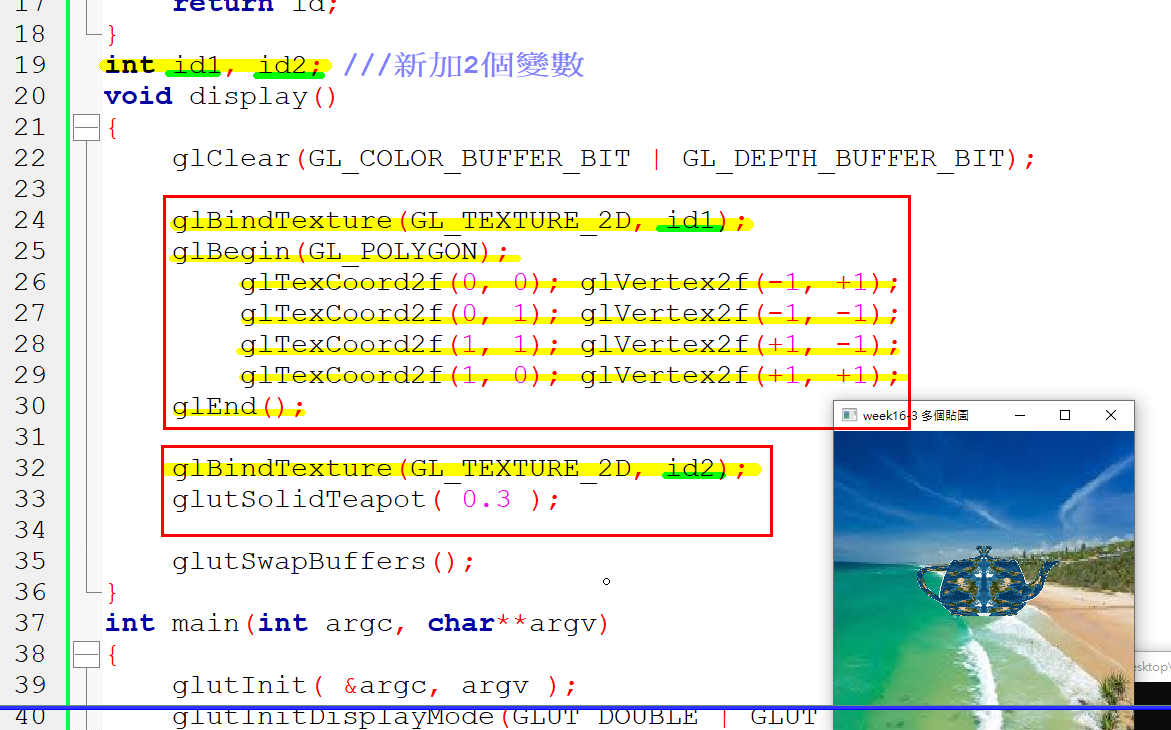 17 return id;
18 }
19 int id1, id2; ///新加2個變數
20 void display()
21 {
22 glClear(GL_COLOR_BUFFER_BIT | GL_DEPTH_BUFFER_BIT);
23
24 glBindTexture(GL_TEXTURE_2D, id1);
25 glBegin(GL_POLYGON);
26 glTexCoord2f(0, 0); glVertex2f(-1, +1);
27 glTexCoord2f(0, 1); glVertex2f(-1, -1);
28 glTexCoord2f(1, 1); glVertex2f(+1, -1);
29 glTexCoord2f(1, 0); glVertex2f(+1, +1);
30 glEnd();
week16-3 多個貼圖
31
32 glBindTexture(GL_TEXTURE_2D, id2);
33 glutSolidTeapot( 0.3 );
34
35 glutSwapBuffers();
36 }
37 int main(int argc, char**argv)
38 {
39 glutInit( &argc, argv );
esktop\
40 glutInitDisplayMode(GLUT_DOUBLE | GLUT